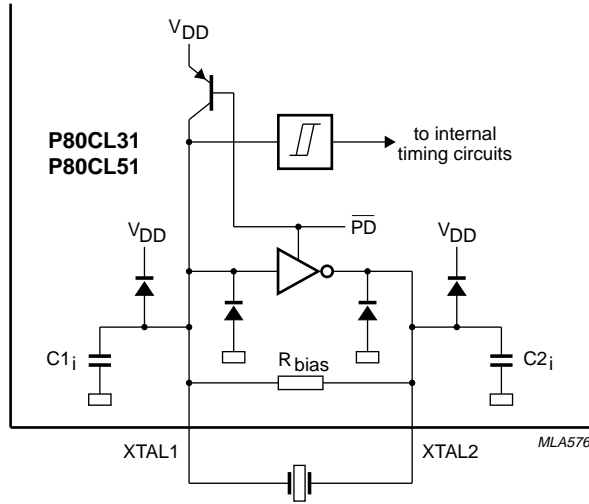 VDD
P80CL31
P80CL51
to internal
timing circuits
PD
VDD
VDD
C1i
Rbias
C2i
XTAL1
XTAL2
MLA576